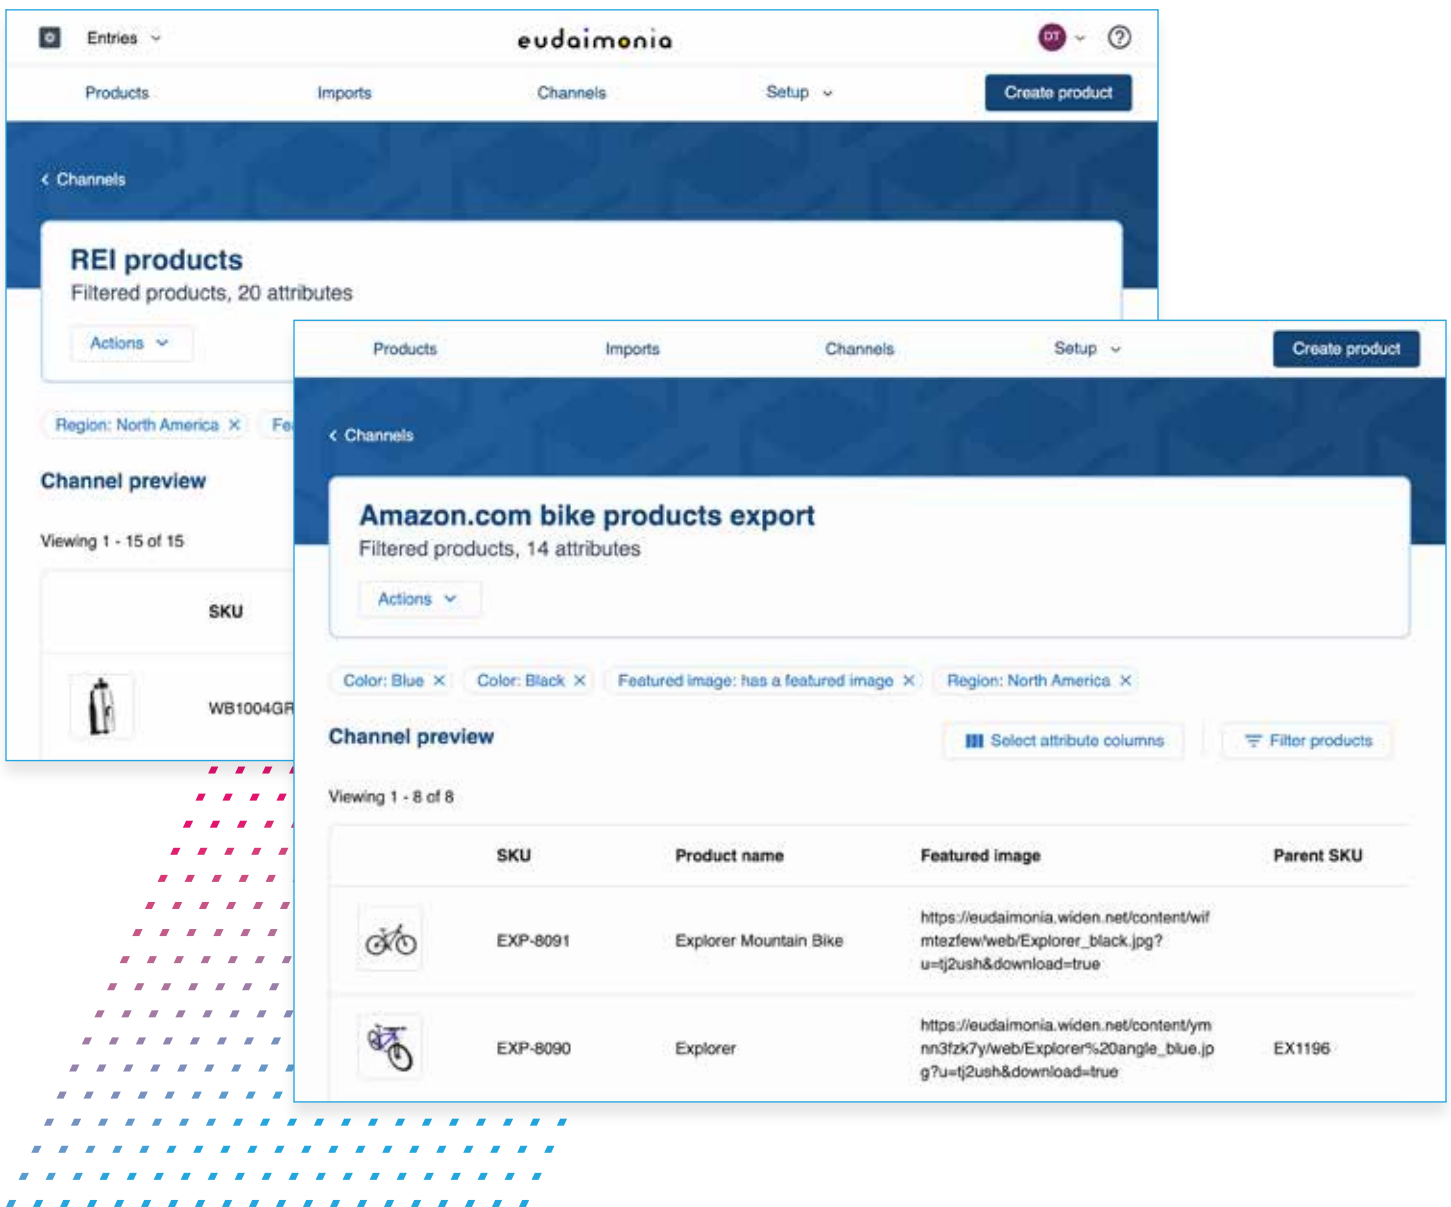 Entries
eudaimonia
DT
?
Products
Imports
Channels
Setup
Create product
Channels
REI products
Filtered products, 20 attributes
Actions
Region: North America
Channel preview
Viewing 1 - 15 of 15
SKU
WB1004GR
Products
Imports
Channels
Setup
Create product
Channels
Amazon.com bike products export
Filtered products, 14 attributes
Actions
Color: Blue
Color: Black
Featured image: has a featured image
Region: North America
Channel preview
Select attribute columns
Filter products
Viewing 1 - 8 of 8
SKU
Product name
Featured image
Parent SKU
EXP-8091
Explorer Mountain Bike
https://eudaimonia.widen.net/content/wif
mtezfew/web/Explorer_black.jpg?
u=tj2ush&download=true
EXP-8090
Explorer
https://eudaimonia.widen.net/content/ym
nn3fzk7y/web/Explorer%20angle_blue.jp
g?u=tj2ush&download=true
EX1196